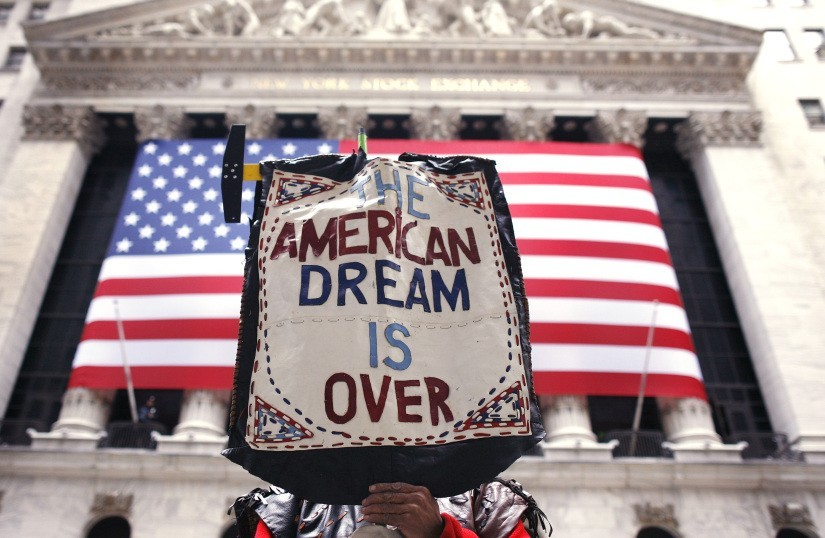 NEW YORK STOCK EXCHANGE
THE
AMERICAN
DREAM
IS
OVER